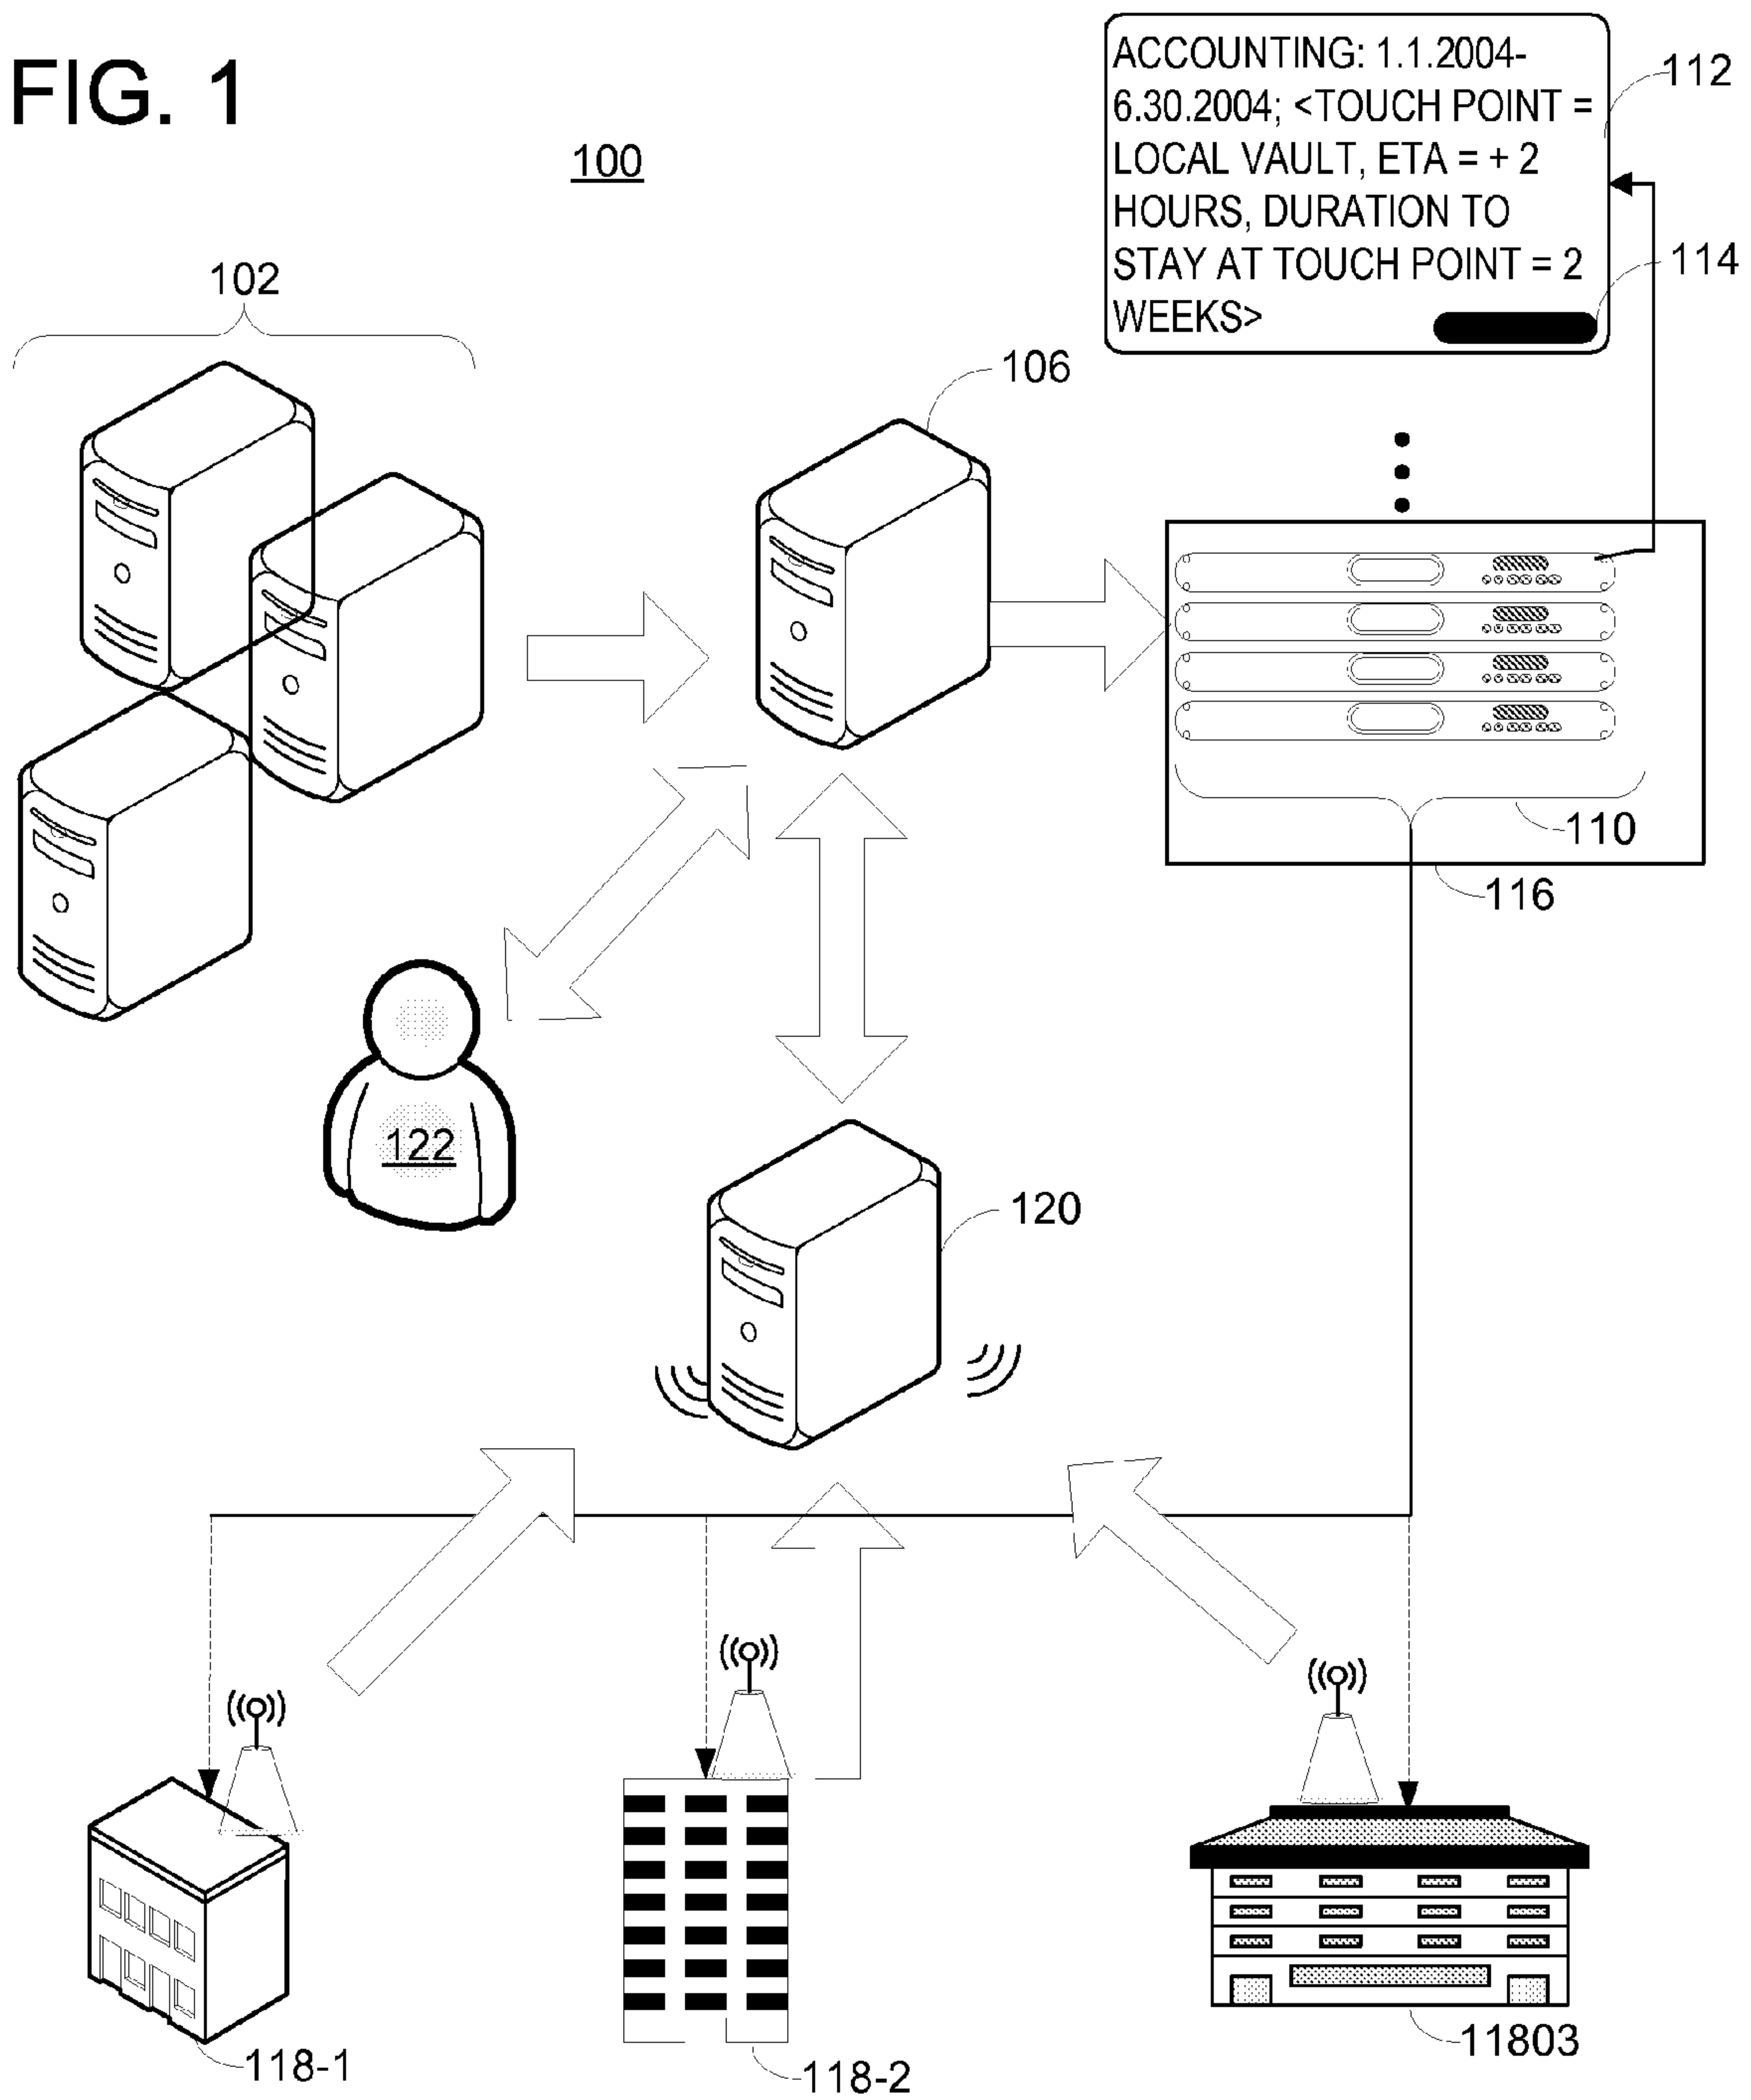 FIG. 1
100
ACCOUNTING: 1.1.2004-
6.30.2004; <TOUCH POINT =
LOCAL VAULT, ETA = + 2
HOURS, DURATION TO
STAY AT TOUCH POINT = 2
WEEKS>
112
114
102
106
110
116
122
120
118-1
118-2
11803